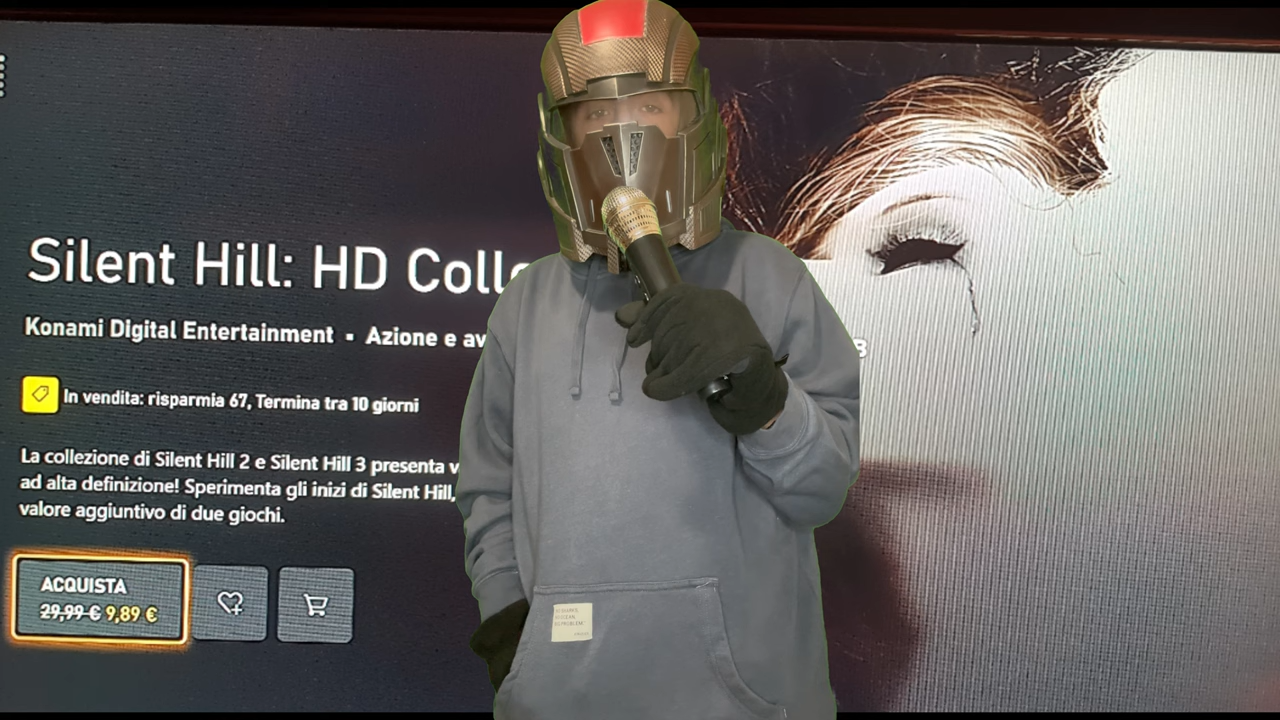 Silent Hill: HD Colle
Konami Digital Entertainment ▪ Azione e av
In vendita: risparmia 67, Termina tra 10 giorni
La collezione di Silent Hill 2 e Silent Hill 3 presenta v
ad alta definizione! Sperimenta gli inizi di Silent Hill,
valore aggiuntivo di due giochi.
ACQUISTA
29,99 € 9,89 €